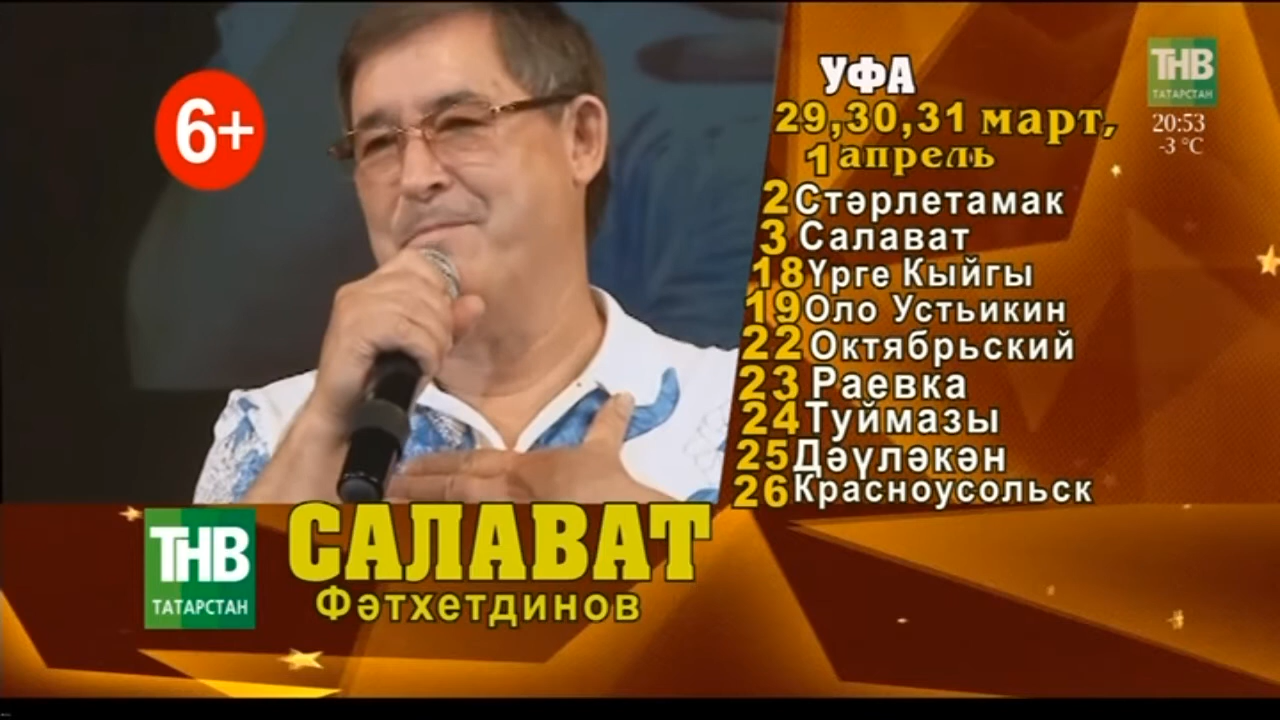 6+
УФА
29,30,31 март,
1 апрель
2 Стәрлетамак
3 Салават
18 Үрге Кыйгы
19 Оло Устьикин
22 Октябрьский
23 Раевка
24 Туймазы
25 Дәүләкән
26 Красноусольск
ТНВ
ТАТАРСТАН
20:53
-3 °C
ТНВ
ТАТАРСТАН
САЛАВАТ
Фәтхетдинов